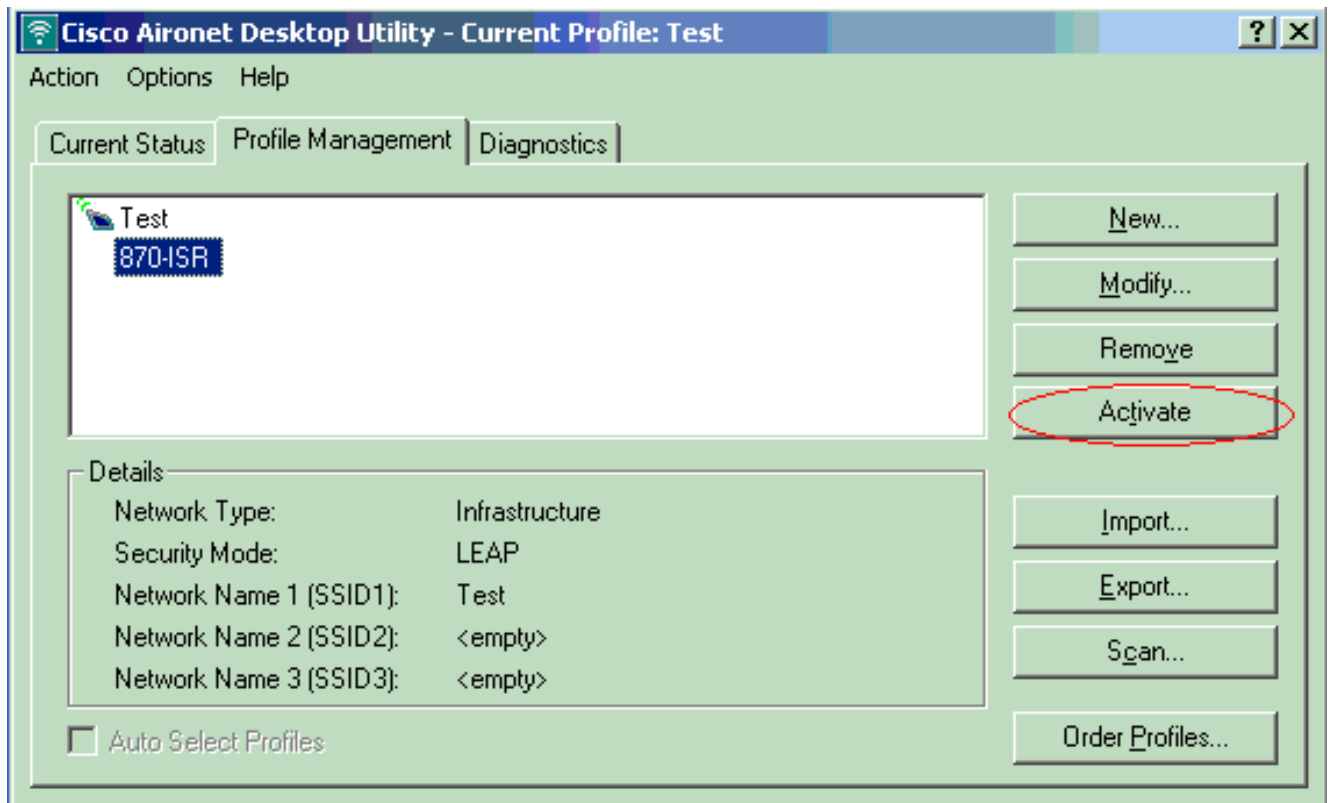 Cisco Aironet Desktop Utility - Current Profile: Test
Action Options Help
Current Status Profile Management Diagnostics
Test
870-ISR
New...
Modify...
Remove
Activate
Details
Network Type: Infrastructure
Security Mode: LEAP
Network Name 1 (SSID1): Test
Network Name 2 (SSID2): <empty>
Network Name 3 (SSID3): <empty>
Import...
Export...
Scan...
Auto Select Profiles
Order Profiles...